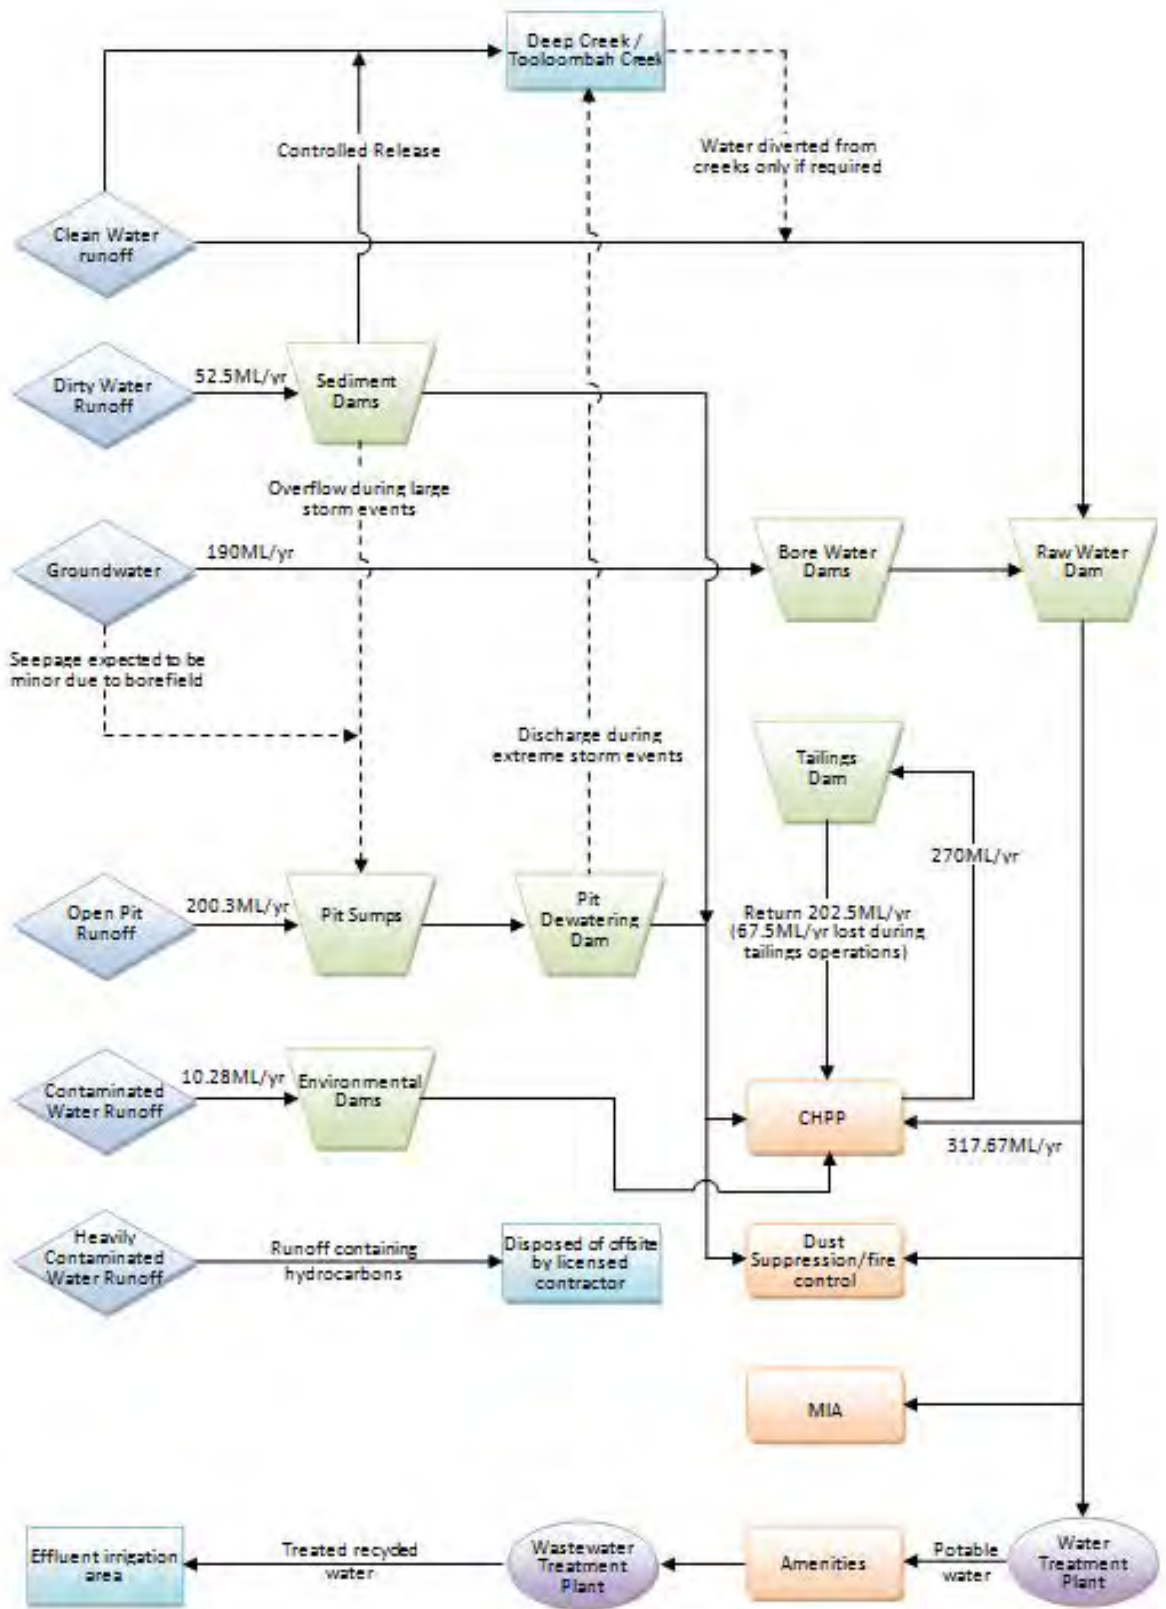 Deep Creek /
Tooloombah Creek
Controlled Release
Water diverted from
creeks only if required
Clean Water
runoff
Dirty Water
Runoff
52.5ML/yr
Sediment
Dams
Overflow during large
storm events
Groundwater
190ML/yr
Bore Water
Dams
Raw Water
Dam
Seepage expected to be
minor due to borefield
Discharge during
extreme storm events
Tailings
Dam
270ML/yr
Open Pit
Runoff
200.3ML/yr
Pit Sumps
Pit
Dewatering
Dam
Return 202.5ML/yr
(67.5ML/yr lost during
tailings operations)
Contaminated
Water Runoff
10.28ML/yr
Environmental
Dams
CHPP
317.67ML/yr
Heavily
Contaminated
Water Runoff
Runoff containing
hydrocarbons
Disposed of offsite
by licensed
contractor
Dust
Suppression/fire
control
MIA
Effluent irrigation
area
Treated recycled
water
Wastewater
Treatment
Plant
Amenities
Potable
water
Water
Treatment
Plant